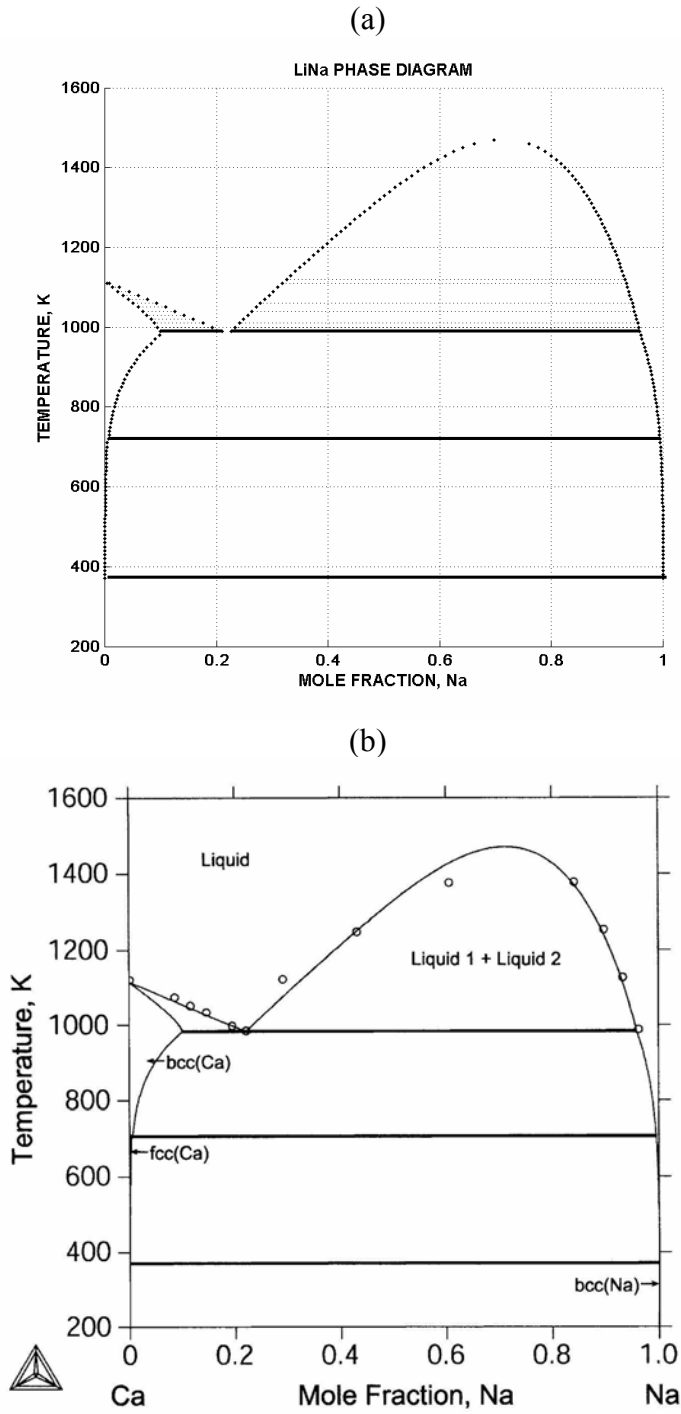 (a)
LiNa PHASE DIAGRAM
1600
1400
1200
1000
800
600
400
200
TEMPERATURE, K
0 0.2 0.4 0.6 0.8 1
MOLE FRACTION, Na
(b)
1600
1400
1200
1000
800
600
400
200
Temperature, K
Liquid
Liquid 1 + Liquid 2
bcc(Ca)
fcc(Ca)
bcc(Na)
0 0.2 0.4 0.6 0.8 1.0
Ca Mole Fraction, Na Na